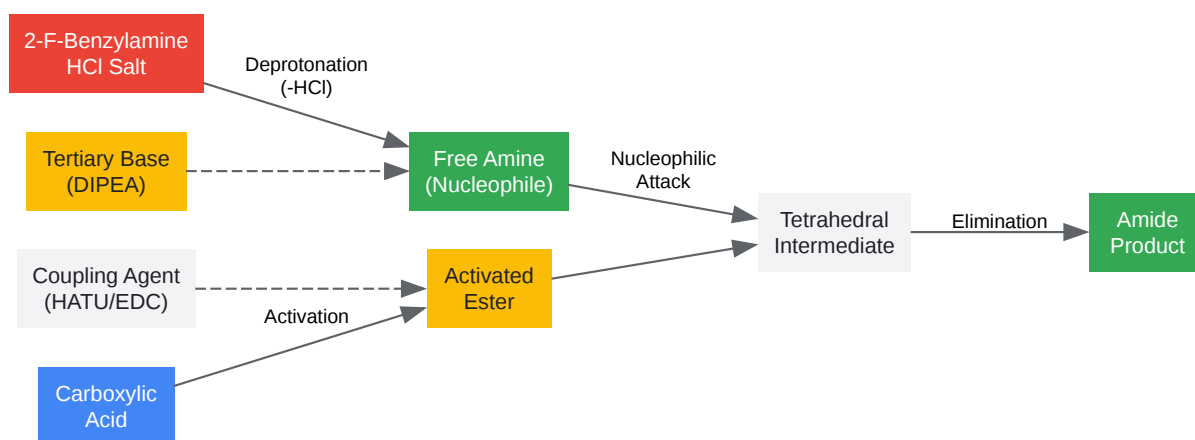 2-F-Benzylamine
HCl Salt
Deprotonation
(-HCl)
Tertiary Base
(DIPEA)
Free Amine
(Nucleophile)
Nucleophilic
Attack
Tetrahedral
Intermediate
Elimination
Amide
Product
Coupling Agent
(HATU/EDC)
Activated
Ester
Activation
Carboxylic
Acid